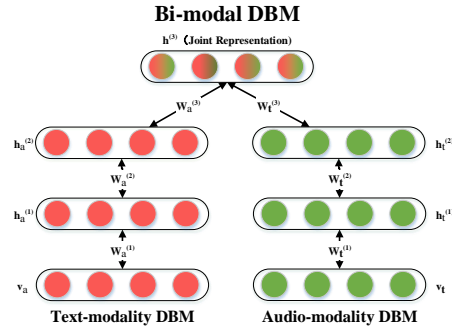 Bi-modal DBM
h(3) (Joint Representation)
Wa(3) Wt(3)
ha(2) ht(2)
Wa(2) Wt(2)
ha(1) ht(1)
Wa(1) Wt(1)
va vt
Text-modality DBM Audio-modality DBM